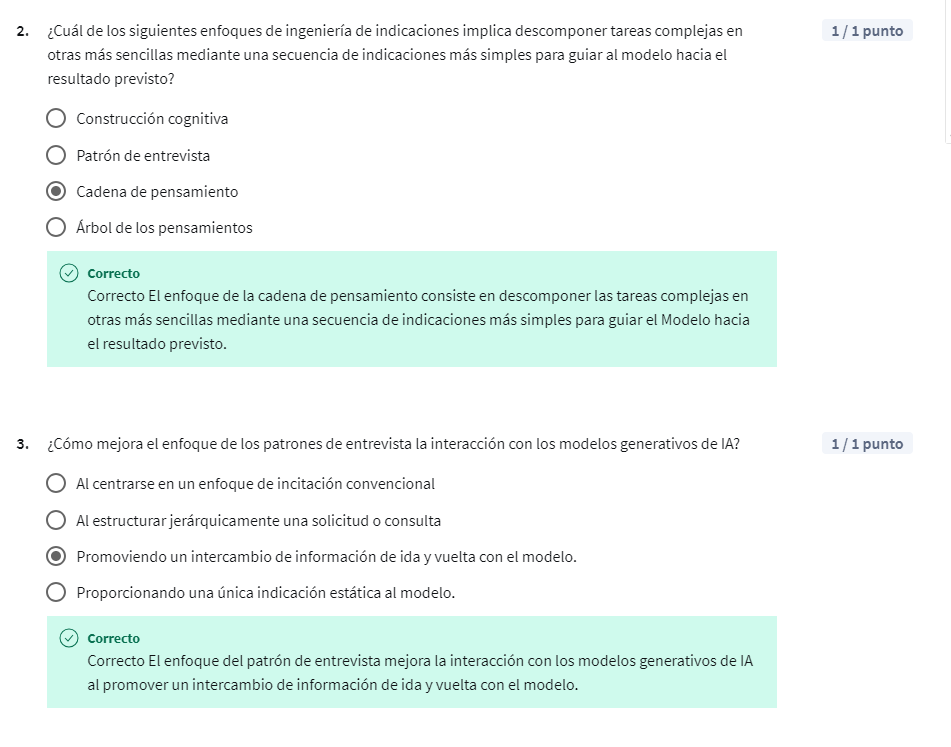 2. ¿Cuál de los siguientes enfoques de ingeniería de indicaciones implica descomponer tareas complejas en
1 / 1 punto
otras más sencillas mediante una secuencia de indicaciones más simples para guiar al modelo hacia el
resultado previsto?
Construcción cognitiva
Patrón de entrevista
Cadena de pensamiento
Árbol de los pensamientos
Correcto
Correcto El enfoque de la cadena de pensamiento consiste en descomponer las tareas complejas en
otras más sencillas mediante una secuencia de indicaciones más simples para guiar el Modelo hacia
el resultado previsto.
3. ¿Cómo mejora el enfoque de los patrones de entrevista la interacción con los modelos generativos de IA?
1 / 1 punto
Al centrarse en un enfoque de incitación convencional
Al estructurar jerárquicamente una solicitud o consulta
Promoviendo un intercambio de información de ida y vuelta con el modelo.
Proporcionando una única indicación estática al modelo.
Correcto
Correcto El enfoque del patrón de entrevista mejora la interacción con los modelos generativos de IA
al promover un intercambio de información de ida y vuelta con el modelo.